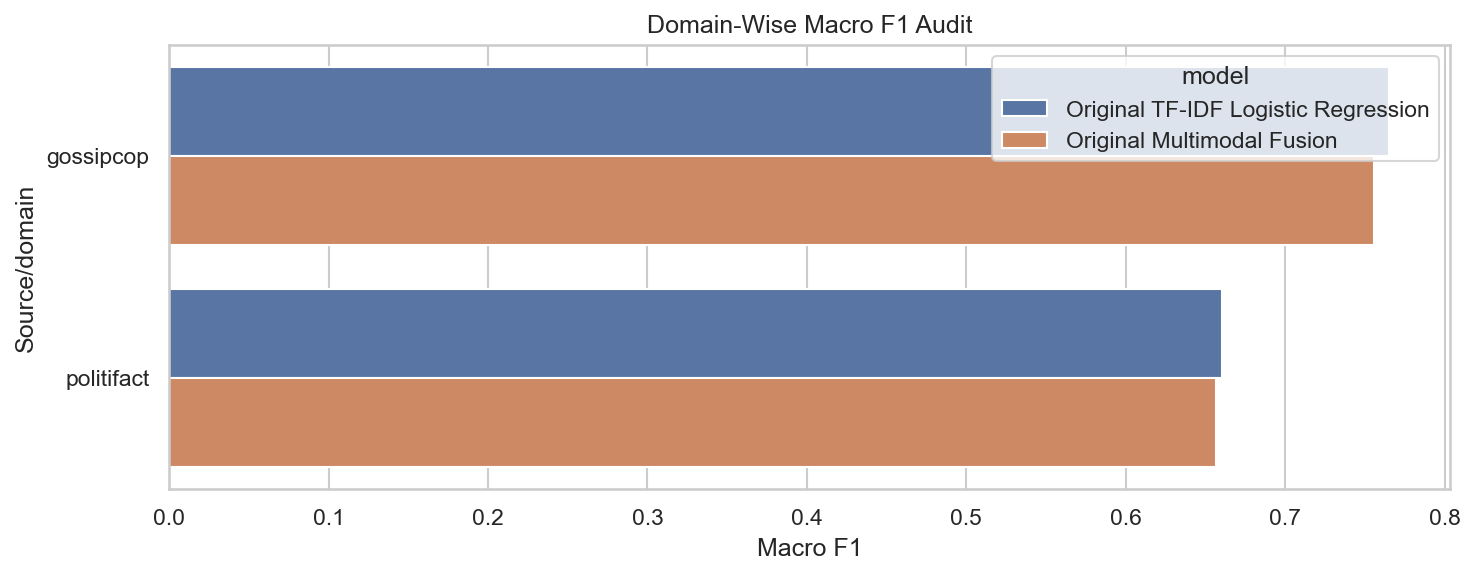 Domain-Wise Macro F1 Audit
model
Original TF-IDF Logistic Regression
Original Multimodal Fusion
Source/domain
gossipcop
politifact
0.0 0.1 0.2 0.3 0.4 0.5 0.6 0.7 0.8
Macro F1